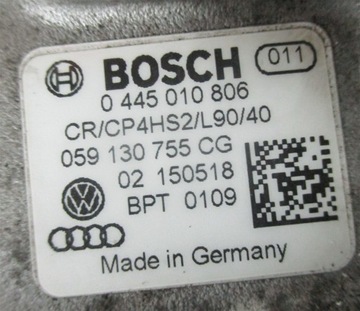 BOSCH 011
0 445 010 806
CR/CP4HS2/L90/40
059 130 755 CG
02 150518
BPT 0109
Made in Germany